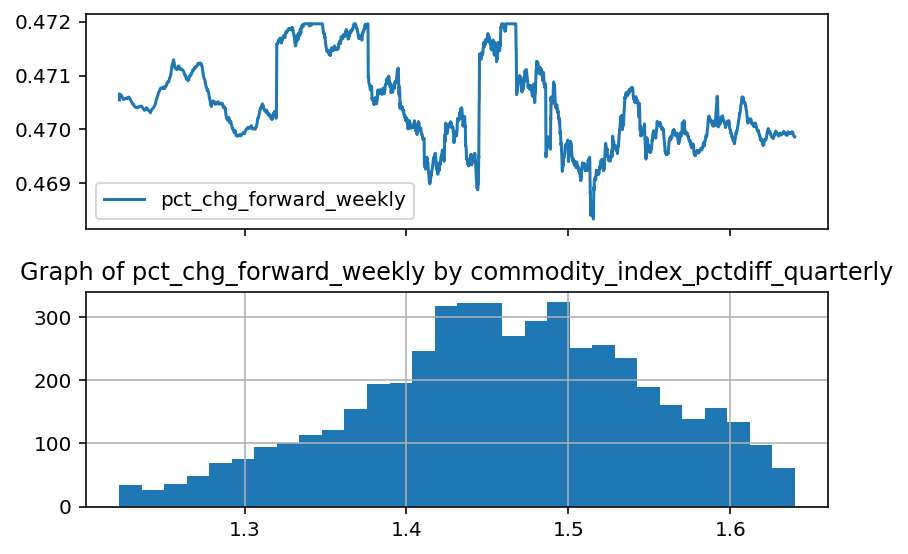 0.472
0.471
0.470
0.469
pct_chg_forward_weekly
Graph of pct_chg_forward_weekly by commodity_index_pctdiff_quarterly
300
200
100
0
1.3 1.4 1.5 1.6